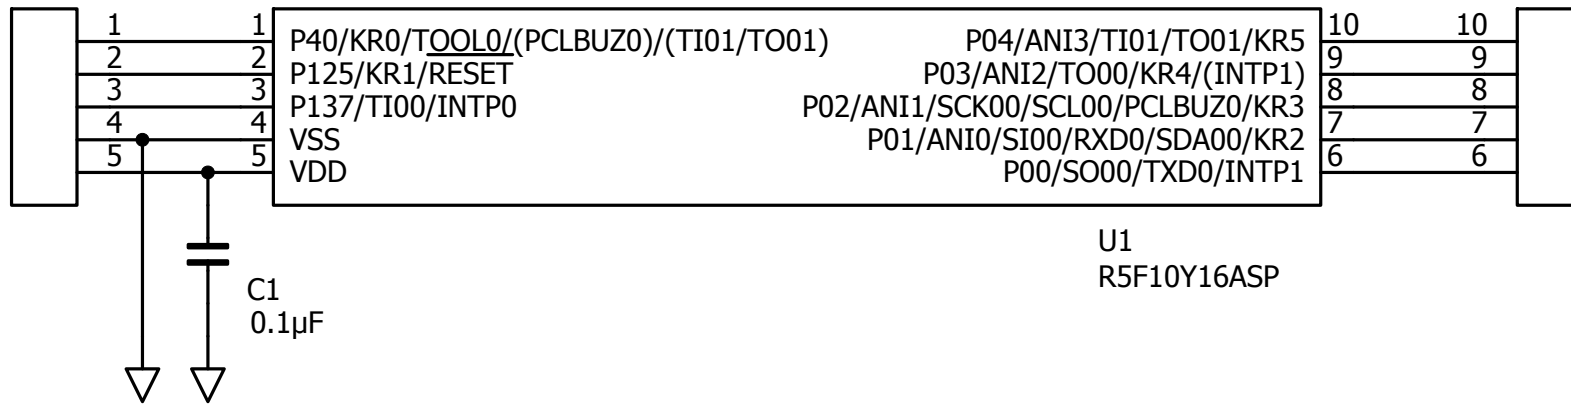 1 1 P40/KR0/TOOL0/(PCLBUZ0)/(TI01/TO01) P04/ANI3/TI01/TO01/KR5 10 10
2 2 P125/KR1/RESET P03/ANI2/TO00/KR4/(INTP1) 9 9
3 3 P137/TI00/INTP0 P02/ANI1/SCK00/SCL00/PCLBUZ0/KR3 8 8
4 4 VSS P01/ANI0/SI00/RXD0/SDA00/KR2 7 7
5 5 VDD P00/SO00/TXD0/INTP1 6 6
U1
R5F10Y16ASP
C1
0.1μF